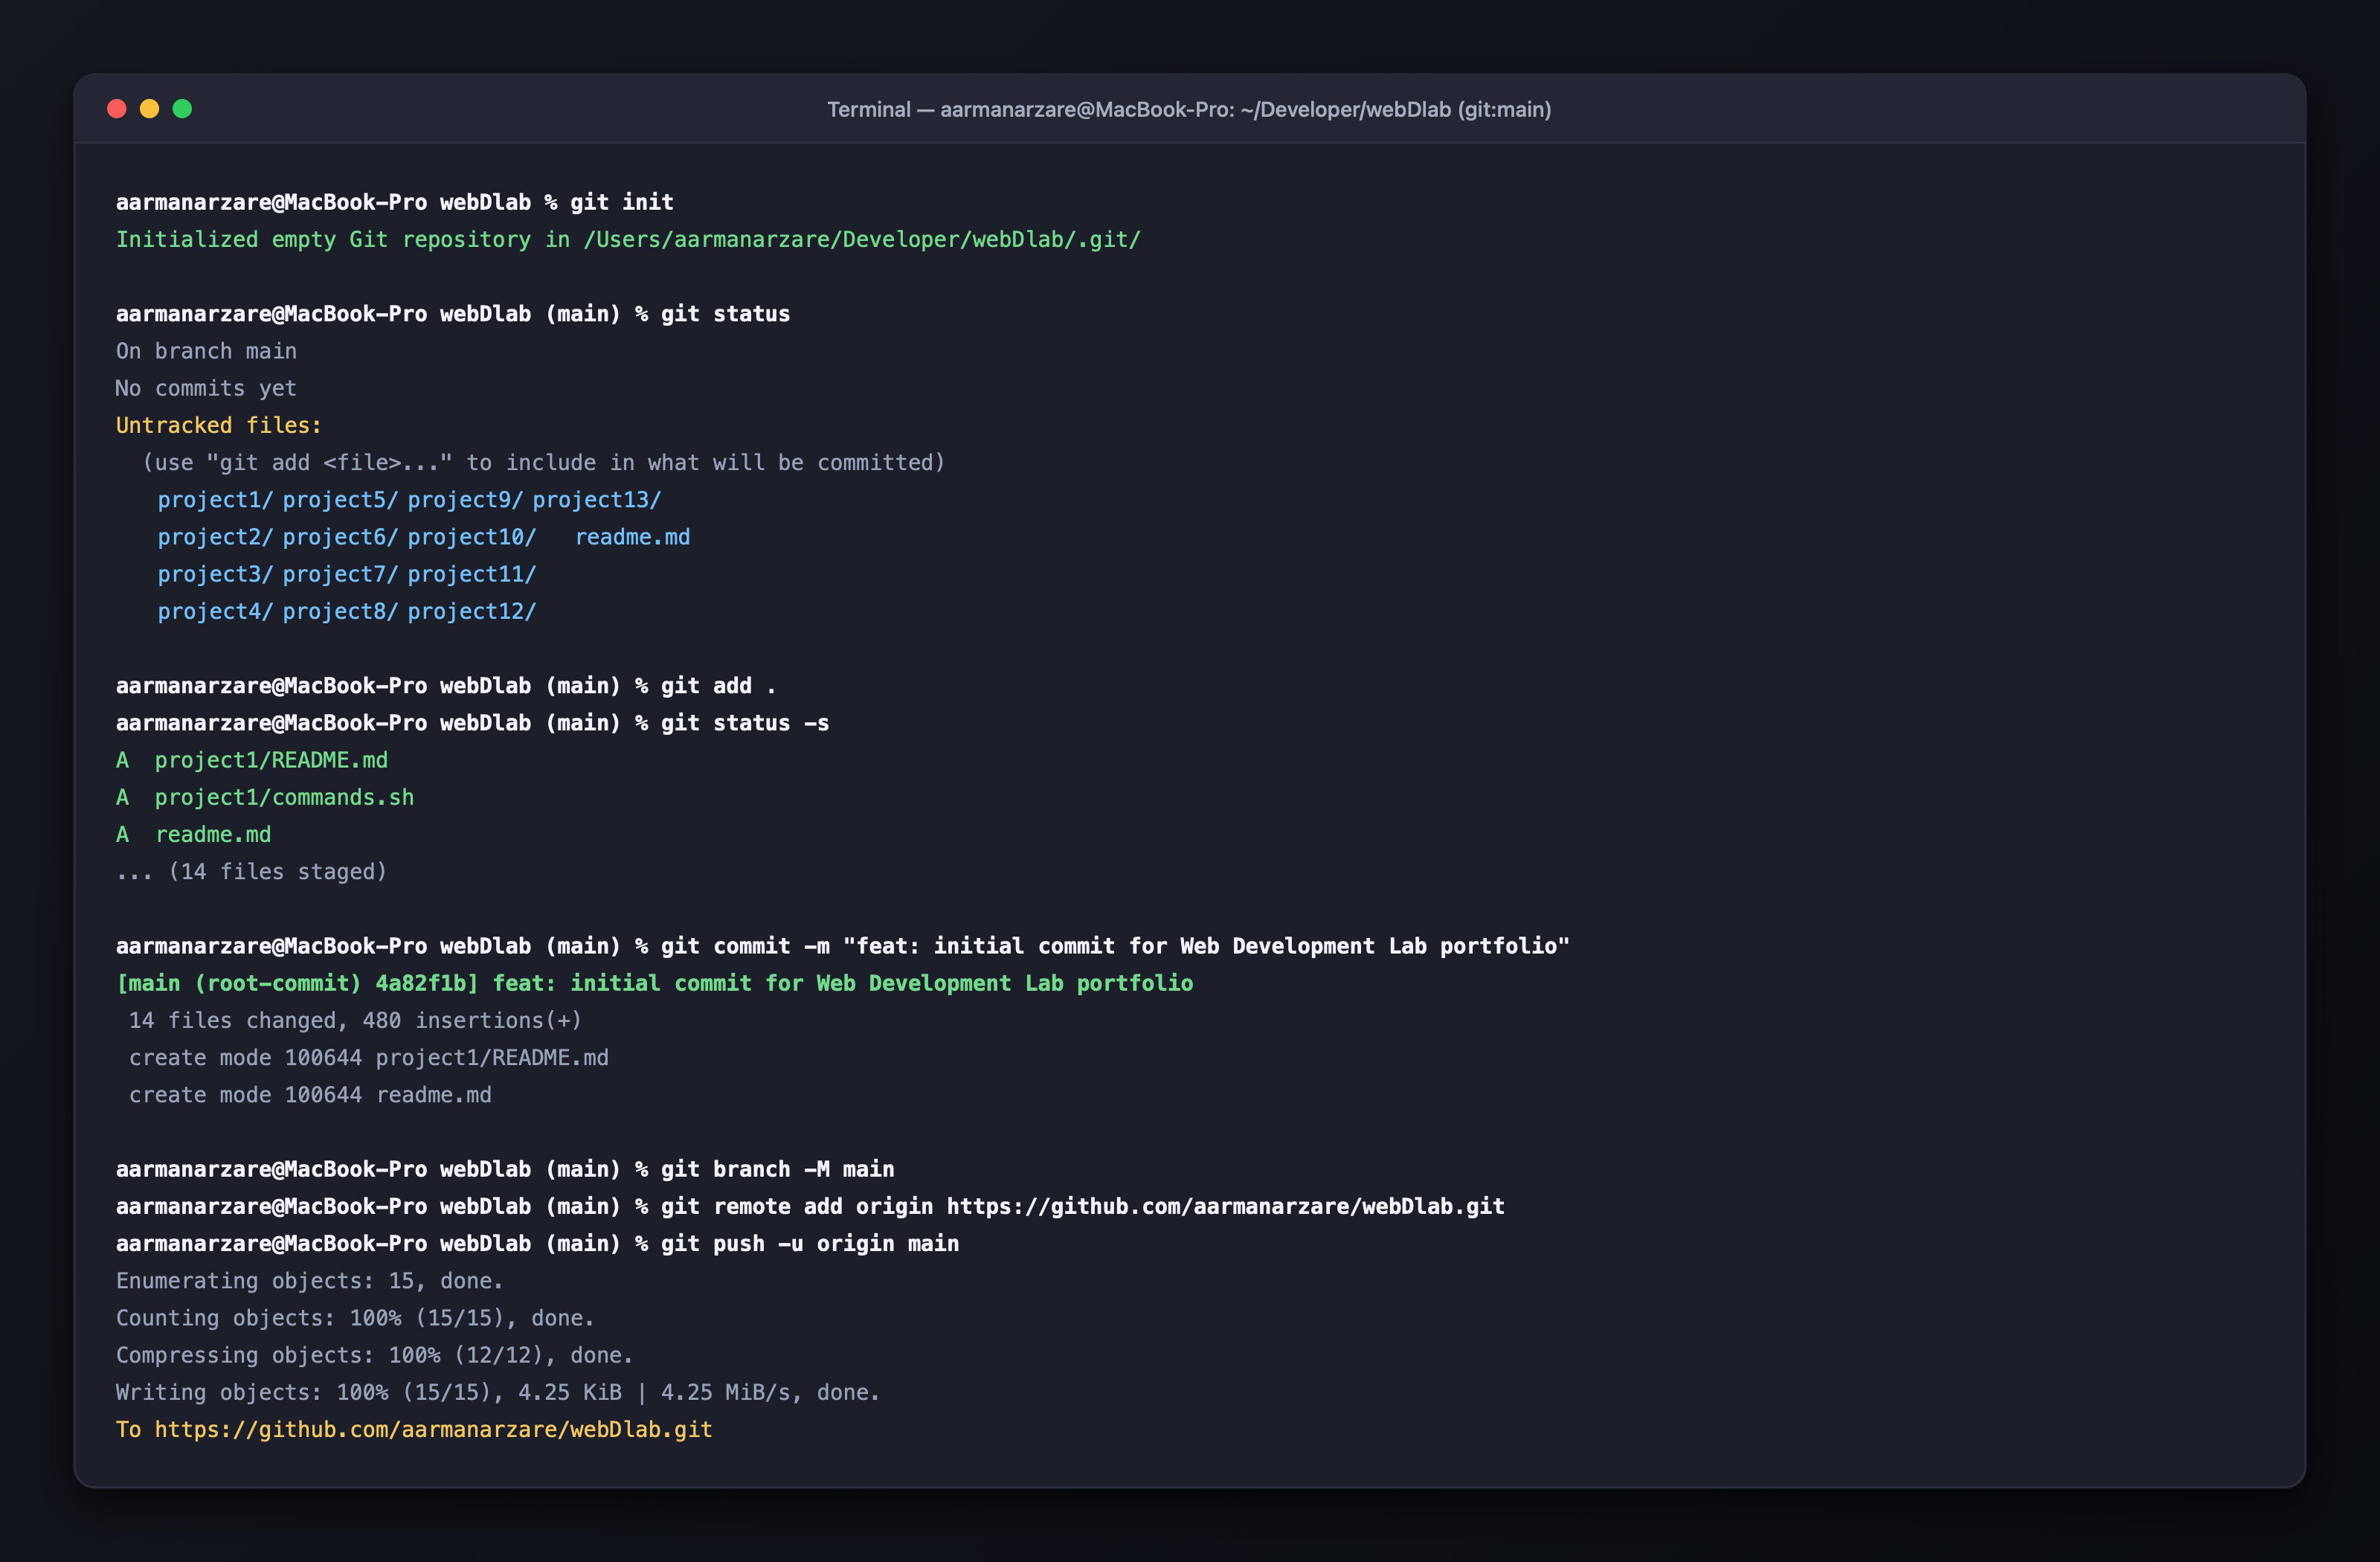 Terminal — aarmanarzare@MacBook-Pro: ~/Developer/webDlab (git:main)
aarmanarzare@MacBook-Pro webDlab % git init
Initialized empty Git repository in /Users/aarmanarzare/Developer/webDlab/.git/
aarmanarzare@MacBook-Pro webDlab (main) % git status
On branch main
No commits yet
Untracked files:
  (use "git add <file>..." to include in what will be committed)
project1/ project5/ project9/ project13/
project2/ project6/ project10/   readme.md
project3/ project7/ project11/
project4/ project8/ project12/
aarmanarzare@MacBook-Pro webDlab (main) % git add .
aarmanarzare@MacBook-Pro webDlab (main) % git status -s
A  project1/README.md
A  project1/commands.sh
A  readme.md
... (14 files staged)
aarmanarzare@MacBook-Pro webDlab (main) % git commit -m "feat: initial commit for Web Development Lab portfolio"
[main (root-commit) 4a82f1b] feat: initial commit for Web Development Lab portfolio
 14 files changed, 480 insertions(+)
 create mode 100644 project1/README.md
 create mode 100644 readme.md
aarmanarzare@MacBook-Pro webDlab (main) % git branch -M main
aarmanarzare@MacBook-Pro webDlab (main) % git remote add origin https://github.com/aarmanarzare/webDlab.git
aarmanarzare@MacBook-Pro webDlab (main) % git push -u origin main
Enumerating objects: 15, done.
Counting objects: 100% (15/15), done.
Compressing objects: 100% (12/12), done.
Writing objects: 100% (15/15), 4.25 KiB | 4.25 MiB/s, done.
To https://github.com/aarmanarzare/webDlab.git